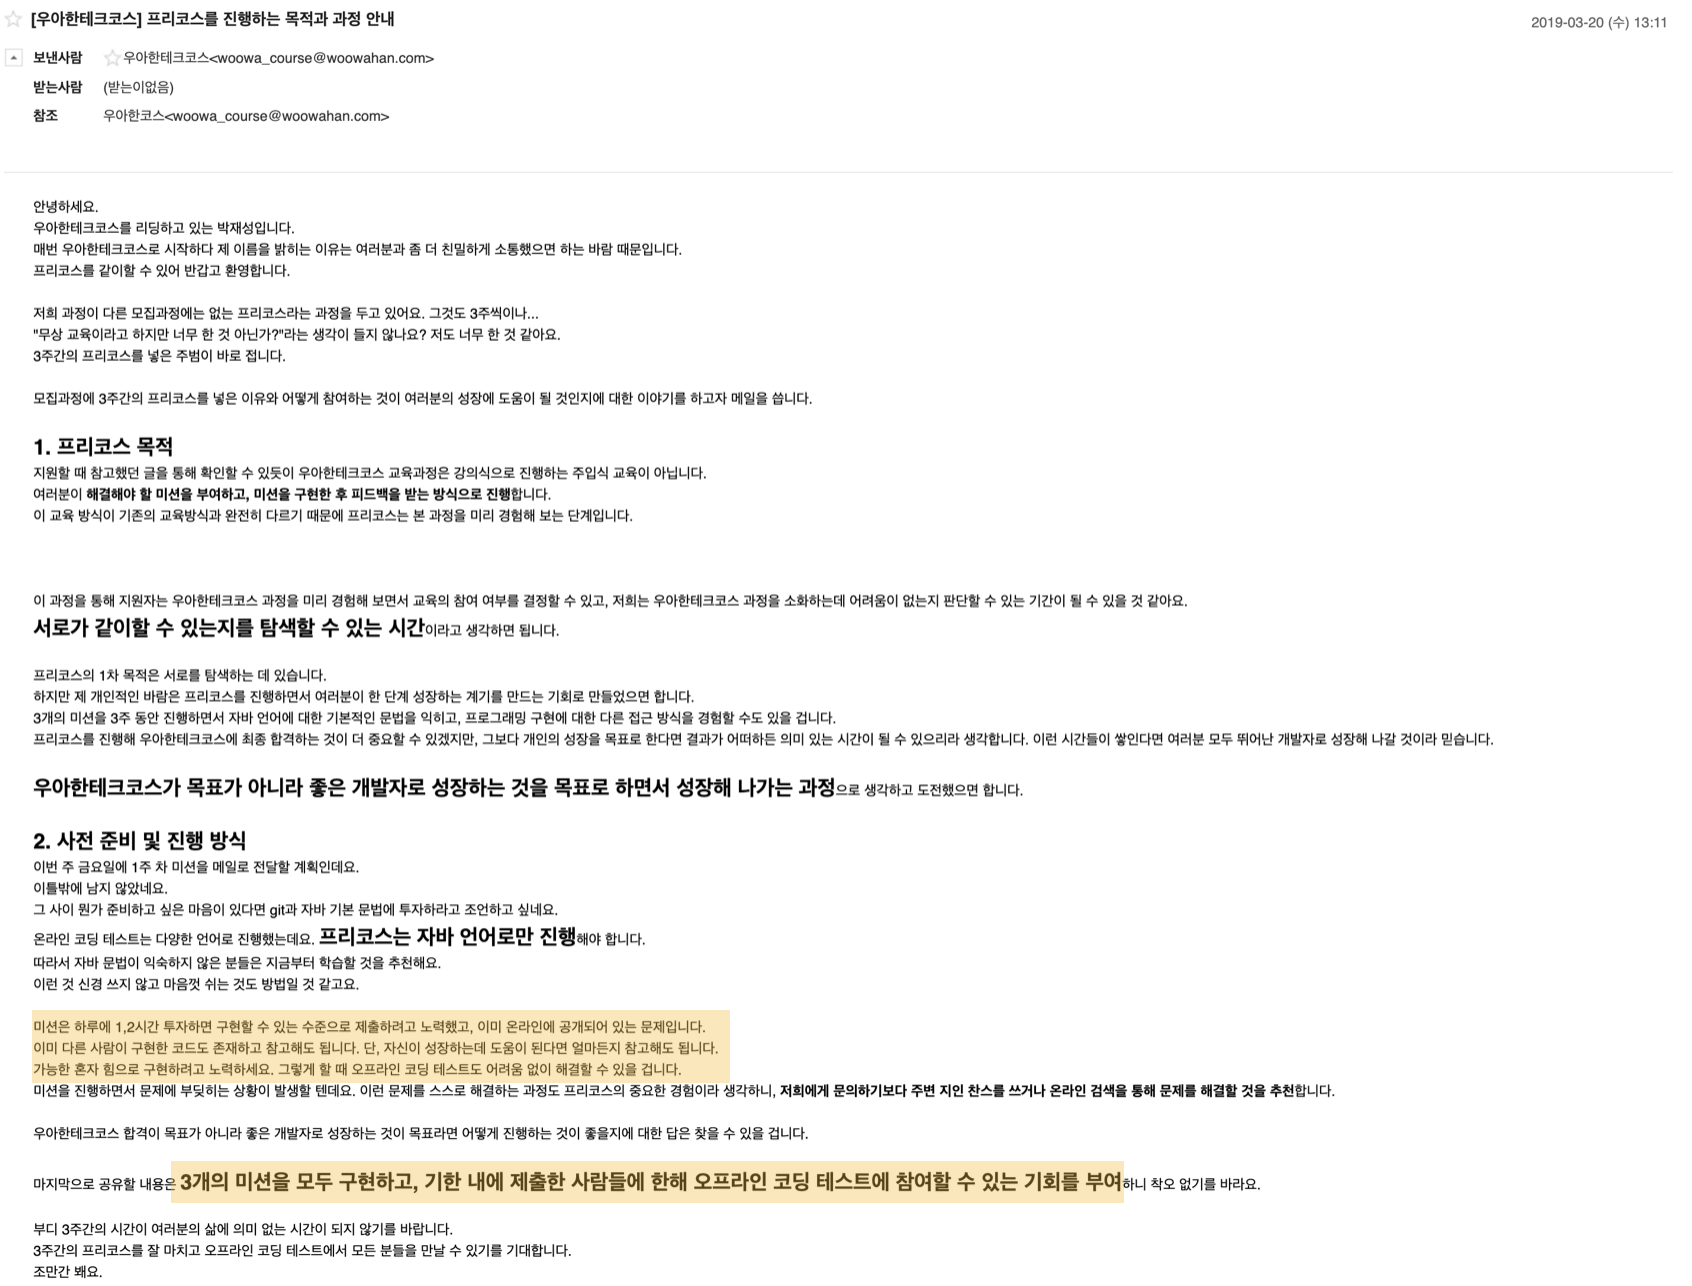 [우아한테크코스] 프리코스를 진행하는 목적과 과정 안내
2019-03-20 (수) 13:11
보낸사람 우아한테크코스<woowa_course@woowahan.com>
받는사람 (받는이없음)
참조 우아한코스<woowa_course@woowahan.com>
안녕하세요.
우아한테크코스를 리딩하고 있는 박재성입니다.
매번 우아한테크코스로 시작하다 제 이름을 밝히는 이유는 여러분과 좀 더 친밀하게 소통했으면 하는 바람 때문입니다.
프리코스를 같이할 수 있어 반갑고 환영합니다.
저희 과정이 다른 모집과정에는 없는 프리코스라는 과정을 두고 있어요. 그것도 3주씩이나...
"무상 교육이라고 하지만 너무 한 것 아닌가?"라는 생각이 들지 않나요? 저도 너무 한 것 같아요.
3주간의 프리코스를 넣은 주범이 바로 접니다.
모집과정에 3주간의 프리코스를 넣은 이유와 어떻게 참여하는 것이 여러분의 성장에 도움이 될 것인지에 대한 이야기를 하고자 메일을 씁니다.
1. 프리코스 목적
지원할 때 참고했던 글을 통해 확인할 수 있듯이 우아한테크코스 교육과정은 강의식으로 진행하는 주입식 교육이 아닙니다.
여러분이 해결해야 할 미션을 부여하고, 미션을 구현한 후 피드백을 받는 방식으로 진행합니다.
이 교육 방식이 기존의 교육방식과 완전히 다르기 때문에 프리코스는 본 과정을 미리 경험해 보는 단계입니다.
이 과정을 통해 지원자는 우아한테크코스 과정을 미리 경험해 보면서 교육의 참여 여부를 결정할 수 있고, 저희는 우아한테크코스 과정을 소화하는데 어려움이 없는지 판단할 수 있는 기간이 될 수 있을 것 같아요.
서로가 같이할 수 있는지를 탐색할 수 있는 시간이라고 생각하면 됩니다.
프리코스의 1차 목적은 서로를 탐색하는 데 있습니다.
하지만 제 개인적인 바람은 프리코스를 진행하면서 여러분이 한 단계 성장하는 계기를 만드는 기회로 만들었으면 합니다.
3개의 미션을 3주 동안 진행하면서 자바 언어에 대한 기본적인 문법을 익히고, 프로그래밍 구현에 대한 다른 접근 방식을 경험할 수도 있을 겁니다.
프리코스를 진행해 우아한테크코스에 최종 합격하는 것이 더 중요할 수 있겠지만, 그보다 개인의 성장을 목표로 한다면 결과가 어떠하든 의미 있는 시간이 될 수 있으리라 생각합니다. 이런 시간들이 쌓인다면 여러분 모두 뛰어난 개발자로 성장해 나갈 것이라 믿습니다.
우아한테크코스가 목표가 아니라 좋은 개발자로 성장하는 것을 목표로 하면서 성장해 나가는 과정으로 생각하고 도전했으면 합니다.
2. 사전 준비 및 진행 방식
이번 주 금요일에 1주 차 미션을 메일로 전달할 계획인데요.
이틀밖에 남지 않았네요.
그 사이 뭔가 준비하고 싶은 마음이 있다면 git과 자바 기본 문법에 투자하라고 조언하고 싶네요.
온라인 코딩 테스트는 다양한 언어로 진행했는데요. 프리코스는 자바 언어로만 진행해야 합니다.
따라서 자바 문법이 익숙하지 않은 분들은 지금부터 학습할 것을 추천해요.
이런 것 신경 쓰지 않고 마음껏 쉬는 것도 방법일 것 같고요.
미션은 하루에 1,2시간 투자하면 구현할 수 있는 수준으로 제출하려고 노력했고, 이미 온라인에 공개되어 있는 문제입니다.
이미 다른 사람이 구현한 코드도 존재하고 참고해도 됩니다. 단, 자신이 성장하는데 도움이 된다면 얼마든지 참고해도 됩니다.
가능한 혼자 힘으로 구현하려고 노력하세요. 그렇게 할 때 오프라인 코딩 테스트도 어려움 없이 해결할 수 있을 겁니다.
미션을 진행하면서 문제에 부딪히는 상황이 발생할 텐데요. 이런 문제를 스스로 해결하는 과정도 프리코스의 중요한 경험이라 생각하니, 저희에게 문의하기보다 주변 지인 찬스를 쓰거나 온라인 검색을 통해 문제를 해결할 것을 추천합니다.
우아한테크코스 합격이 목표가 아니라 좋은 개발자로 성장하는 것이 목표라면 어떻게 진행하는 것이 좋을지에 대한 답은 찾을 수 있을 겁니다.
마지막으로 공유할 내용은 3개의 미션을 모두 구현하고, 기한 내에 제출한 사람들에 한해 오프라인 코딩 테스트에 참여할 수 있는 기회를 부여하니 착오 없기를 바라요.
부디 3주간의 시간이 여러분의 삶에 의미 없는 시간이 되지 않기를 바랍니다.
3주간의 프리코스를 잘 마치고 오프라인 코딩 테스트에서 모든 분들을 만날 수 있기를 기대합니다.
조만간 봬요.